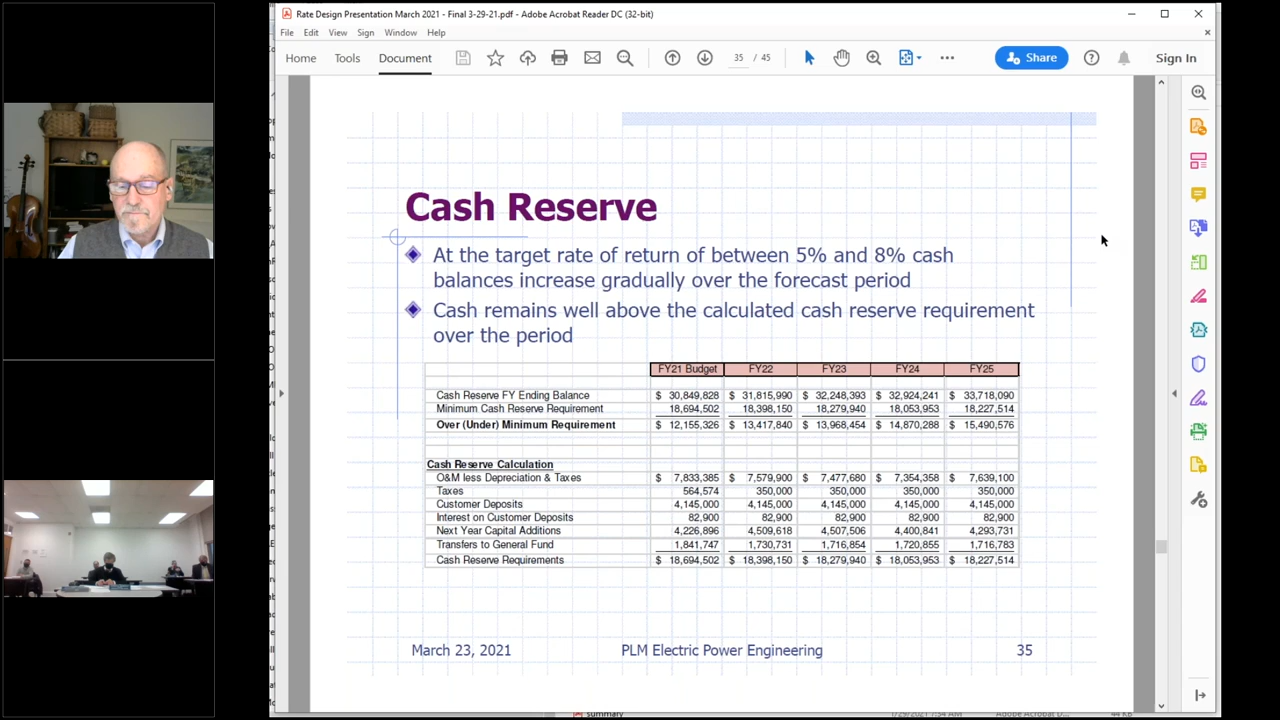 Rate Design Presentation March 2021 - Final 3-29-21.pdf - Adobe Acrobat Reader DC (32-bit)
File Edit View Sign Window Help
Home Tools Document 35 / 45 Share Sign In
Cash Reserve
At the target rate of return of between 5% and 8% cash
balances increase gradually over the forecast period
Cash remains well above the calculated cash reserve requirement
over the period
FY21 Budget FY22 FY23 FY24 FY25
Cash Reserve FY Ending Balance $ 30,849,828 $ 31,815,990 $ 32,248,393 $ 32,924,241 $ 33,718,090
Minimum Cash Reserve Requirement 18,694,502 18,398,150 18,279,940 18,053,953 18,227,514
Over (Under) Minimum Requirement $ 12,155,326 $ 13,417,840 $ 13,968,454 $ 14,870,288 $ 15,490,576
Cash Reserve Calculation
O&M less Depreciation & Taxes $ 7,833,385 $ 7,579,900 $ 7,477,680 $ 7,354,358 $ 7,639,100
Taxes 564,574 350,000 350,000 350,000 350,000
Customer Deposits 4,145,000 4,145,000 4,145,000 4,145,000 4,145,000
Interest on Customer Deposits 82,900 82,900 82,900 82,900 82,900
Next Year Capital Additions 4,226,896 4,509,618 4,507,506 4,400,841 4,293,731
Transfers to General Fund 1,841,747 1,730,731 1,716,854 1,720,855 1,716,783
Cash Reserve Requirements $ 18,694,502 $ 18,398,150 $ 18,279,940 $ 18,053,953 $ 18,227,514
March 23, 2021 PLM Electric Power Engineering 35
summary